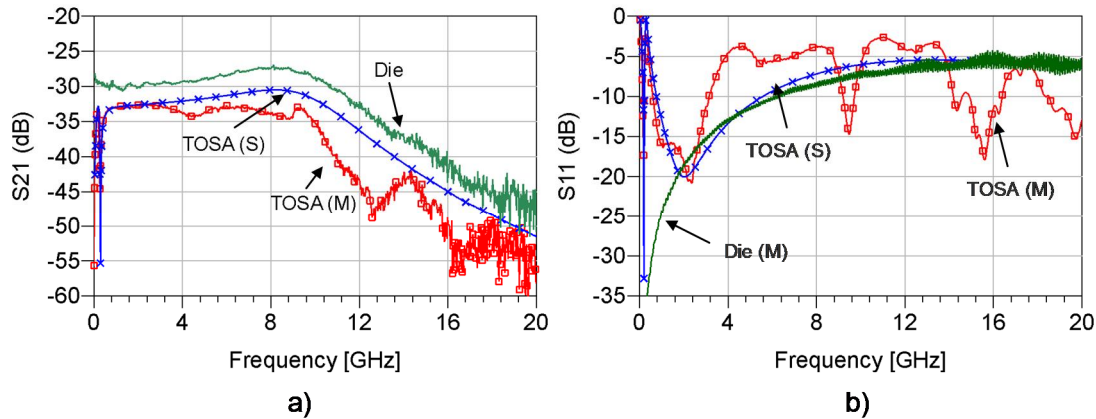 -20
-25
-30
-35
-40
-45
-50
-55
-60
S21 (dB)
Die
TOSA (S)
TOSA (M)
0 4 8 12 16 20
Frequency [GHz]
a)
0
-5
-10
-15
-20
-25
-30
-35
S11 (dB)
TOSA (S)
TOSA (M)
Die (M)
0 4 8 12 16 20
Frequency [GHz]
b)